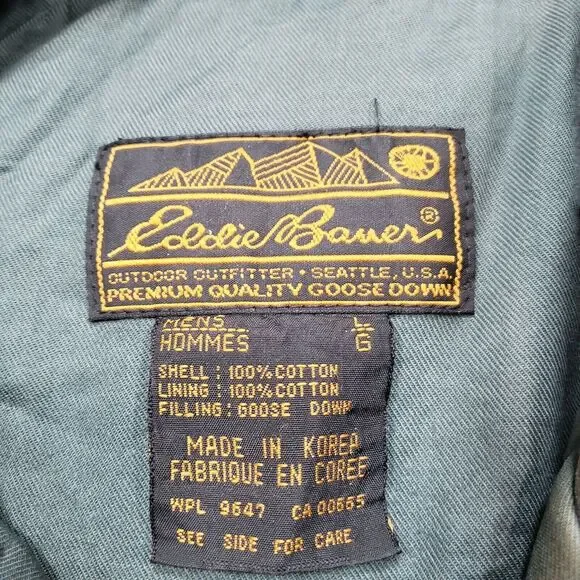 Eddie Bauer ®
OUTDOOR OUTFITTER • SEATTLE, U.S.A.
PREMIUM QUALITY GOOSE DOWN
MENS L
HOMMES G
SHELL : 100% COTTON
LINING : 100% COTTON
FILLING : GOOSE DOWN
MADE IN KOREA
FABRIQUE EN COREE
WPL 9647 CA 00555
SEE SIDE FOR CARE